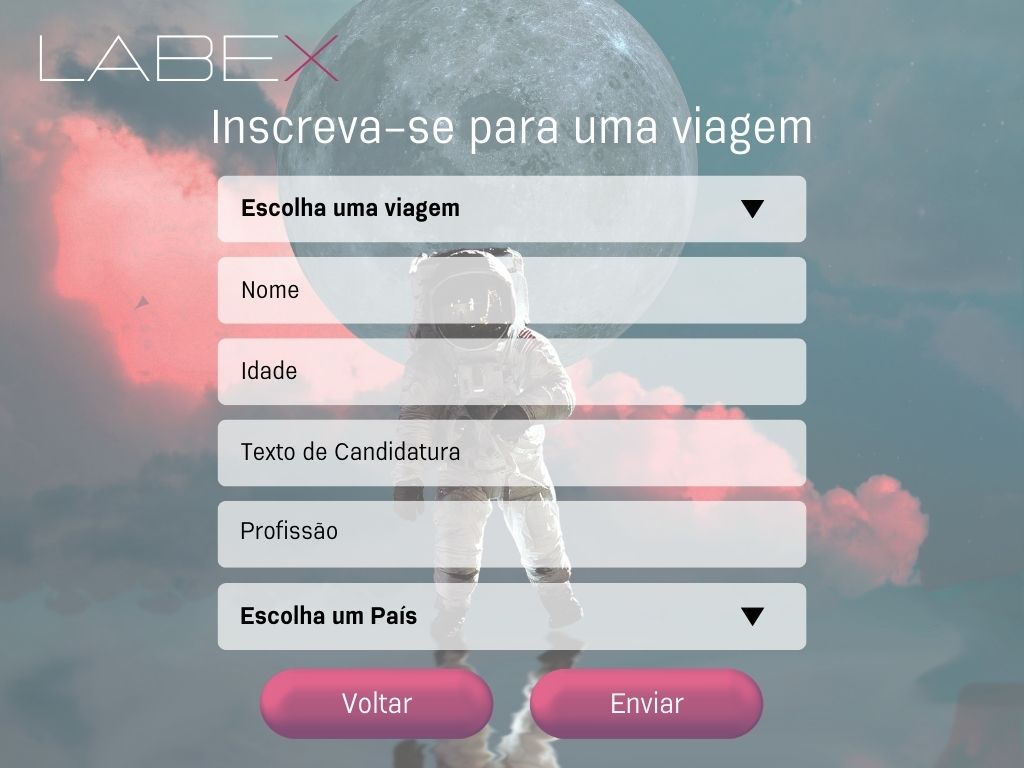 LABEX
Inscreva-se para uma viagem
Escolha uma viagem
Nome
Idade
Texto de Candidatura
Profissão
Escolha um País
Voltar
Enviar